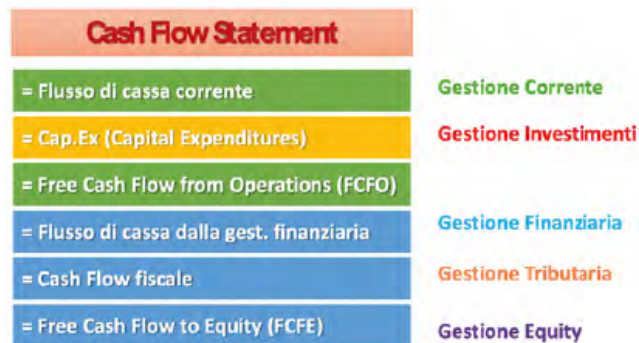 Cash Flow Statement
= Flusso di cassa corrente
Gestione Corrente
= Cap.Ex (Capital Expenditures)
Gestione Investimenti
= Free Cash Flow from Operations (FCFO)
= Flusso di cassa dalla gest. finanziaria
Gestione Finanziaria
= Cash Flow fiscale
Gestione Tributaria
= Free Cash Flow to Equity (FCFE)
Gestione Equity